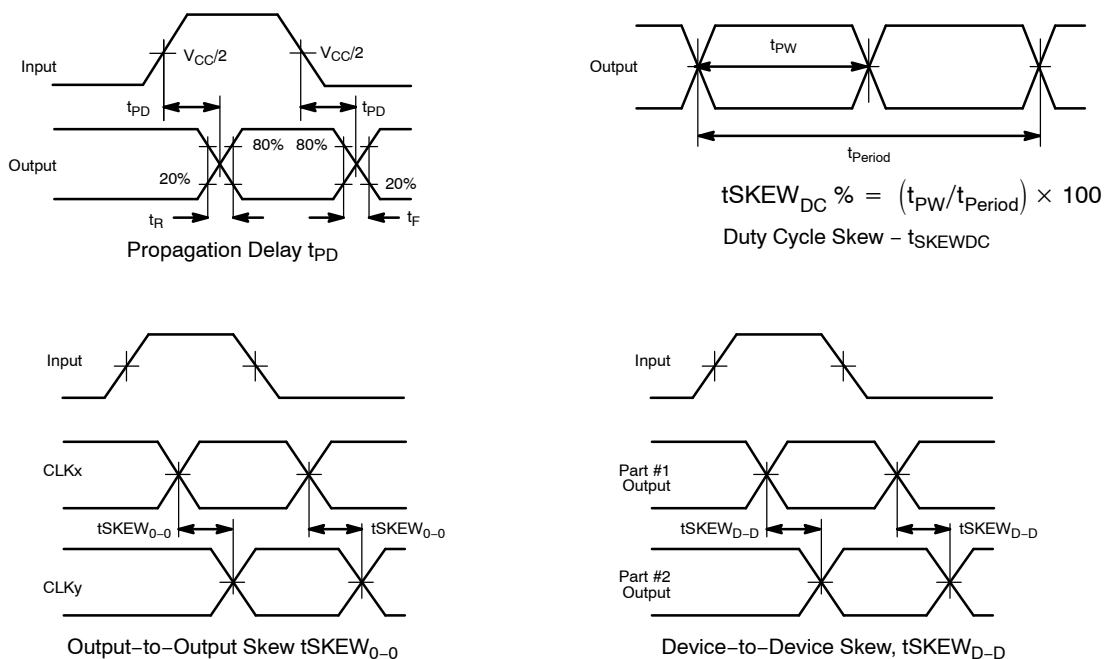 Input
V_CC/2
V_CC/2
t_PD
t_PD
Output
80%
80%
20%
20%
t_R
t_F
Propagation Delay t_PD
Output
t_PW
t_Period
tSKEW_DC % = (t_PW/t_Period) × 100
Duty Cycle Skew – t_SKEWDC
Input
CLKx
tSKEW_0–0
tSKEW_0–0
CLKy
Output–to–Output Skew tSKEW_0–0
Input
Part #1
Output
tSKEW_D–D
tSKEW_D–D
Part #2
Output
Device–to–Device Skew, tSKEW_D–D